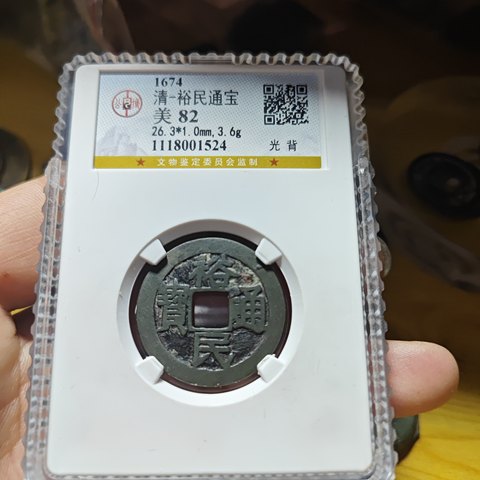 1674
清-裕民通宝
美 82
26.3*1.0mm, 3.6g
1118001524
光 背
★ 文物鉴定委员会监制 ★
裕民通寶